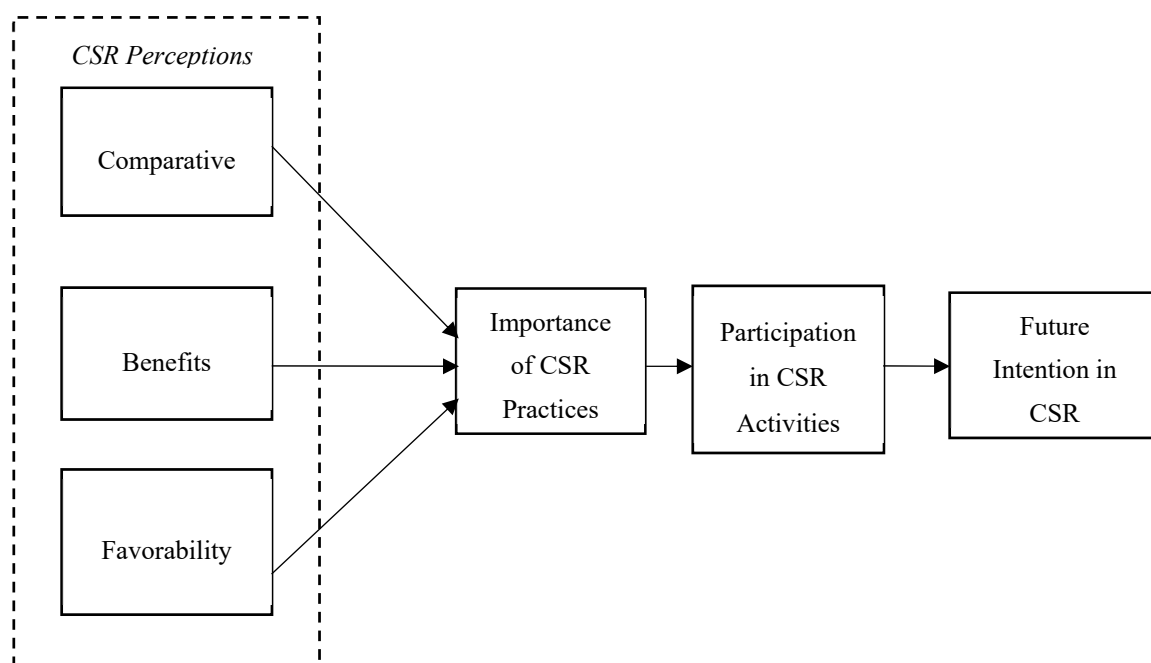 CSR Perceptions
Comparative
Benefits
Favorability
Importance
of CSR
Practices
Participation
in CSR
Activities
Future
Intention in
CSR